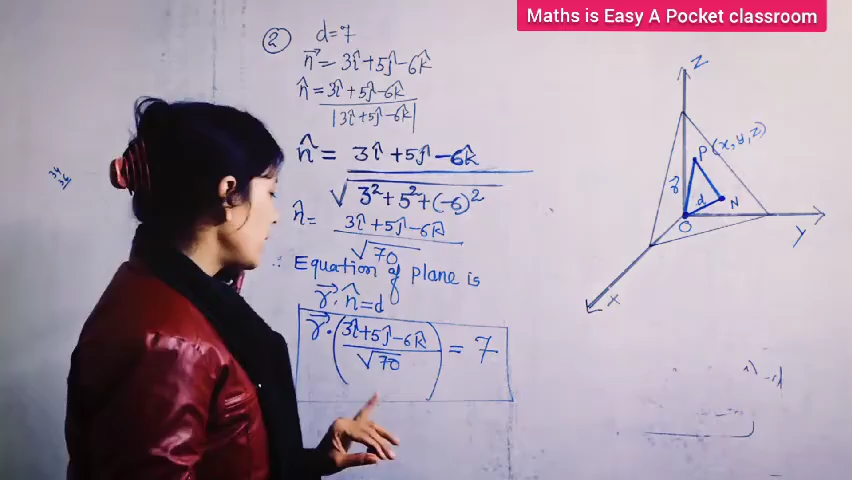 Maths is Easy A Pocket classroom
② d=7
n⃗ = 3î+5ĵ-6k̂
n̂ = 3î+5ĵ-6k̂
|3î+5ĵ-6k̂|
n̂ = 3î+5ĵ-6k̂
√3²+5²+(-6)²
n̂ = 3î+5ĵ-6k̂
√70
∴ Equation of plane is
r⃗. n̂=d
r⃗.(3î+5ĵ-6k̂ / √70) = 7
Z
P(x, y, z)
r⃗
d
N
O
Y
X